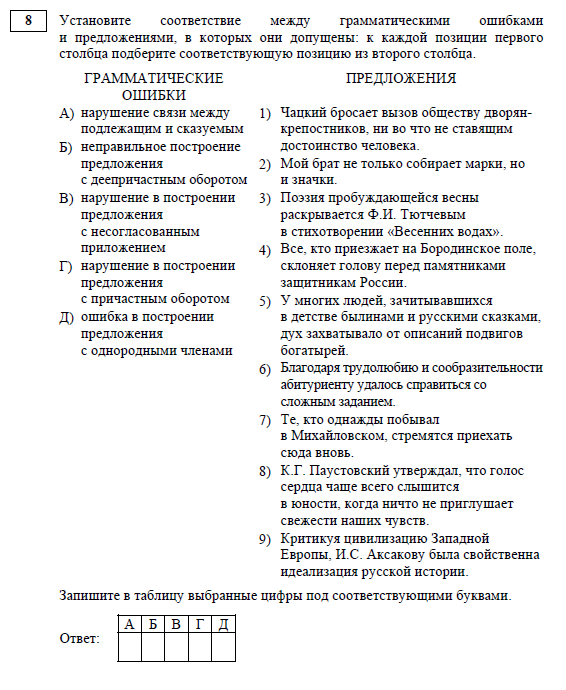 8 Установите соответствие между грамматическими ошибками
и предложениями, в которых они допущены: к каждой позиции первого
столбца подберите соответствующую позицию из второго столбца.
ГРАММАТИЧЕСКИЕ
ОШИБКИ
А) нарушение связи между
подлежащим и сказуемым
Б) неправильное построение
предложения
с деепричастным оборотом
В) нарушение в построении
предложения
с несогласованным
приложением
Г) нарушение в построении
предложения
с причастным оборотом
Д) ошибка в построении
предложения
с однородными членами
ПРЕДЛОЖЕНИЯ
1) Чацкий бросает вызов обществу дворян-
крепостников, ни во что не ставящим
достоинство человека.
2) Мой брат не только собирает марки, но
и значки.
3) Поэзия пробуждающейся весны
раскрывается Ф.И. Тютчевым
в стихотворении «Весенних водах».
4) Все, кто приезжает на Бородинское поле,
склоняет голову перед памятниками
защитникам России.
5) У многих людей, зачитывавшихся
в детстве былинами и русскими сказками,
дух захватывало от описаний подвигов
богатырей.
6) Благодаря трудолюбию и сообразительности
абитуриенту удалось справиться со
сложным заданием.
7) Те, кто однажды побывал
в Михайловском, стремятся приехать
сюда вновь.
8) К.Г. Паустовский утверждал, что голос
сердца чаще всего слышится
в юности, когда ничто не приглушает
свежести наших чувств.
9) Критикуя цивилизацию Западной
Европы, И.С. Аксакову была свойственна
идеализация русской истории.
Запишите в таблицу выбранные цифры под соответствующими буквами.
А Б В Г Д
Ответ: